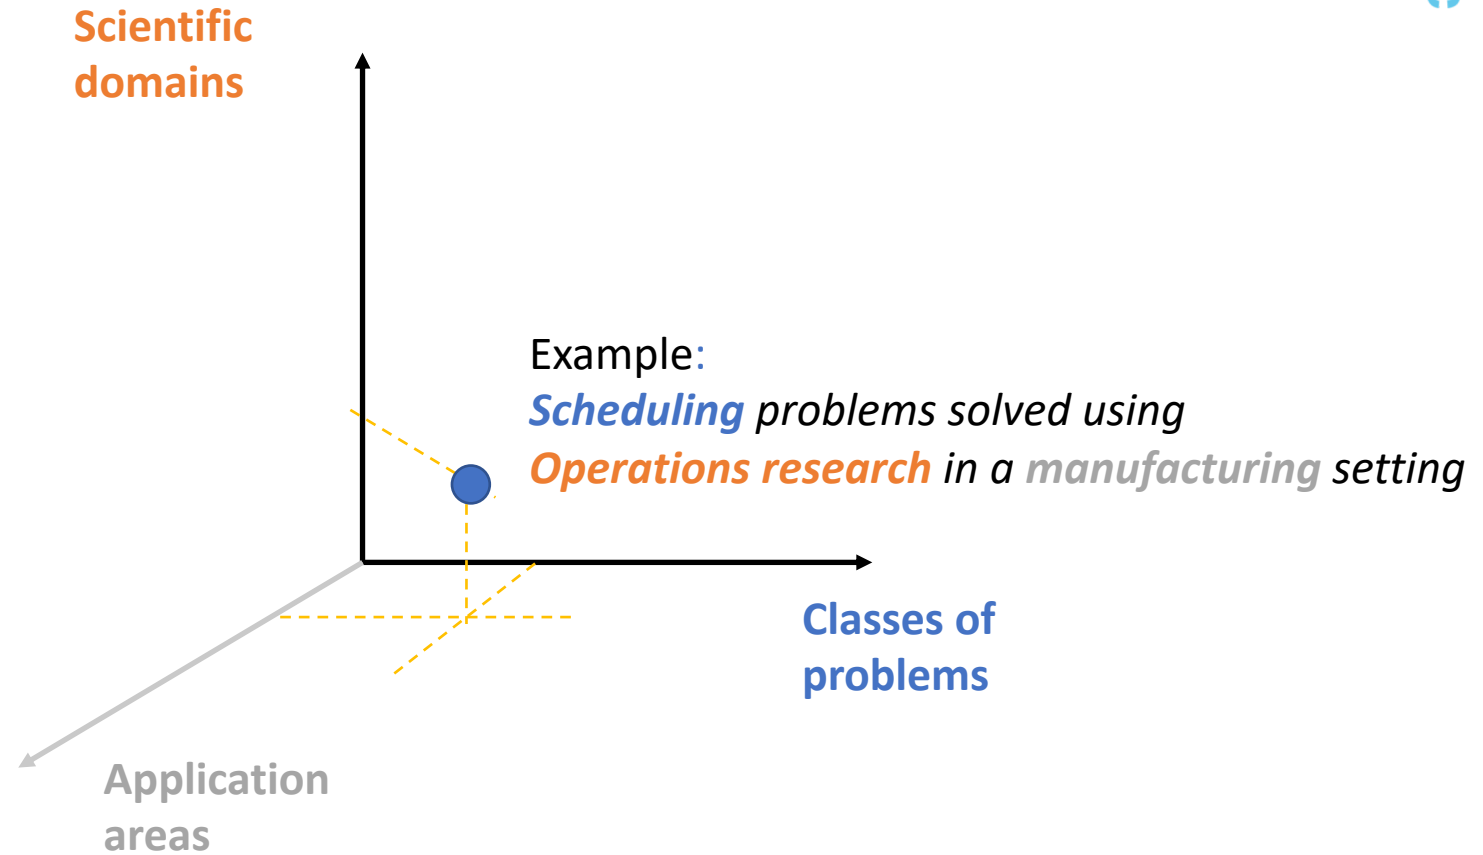 Scientific
domains
Example:
Scheduling problems solved using
Operations research in a manufacturing setting
Classes of
problems
Application
areas